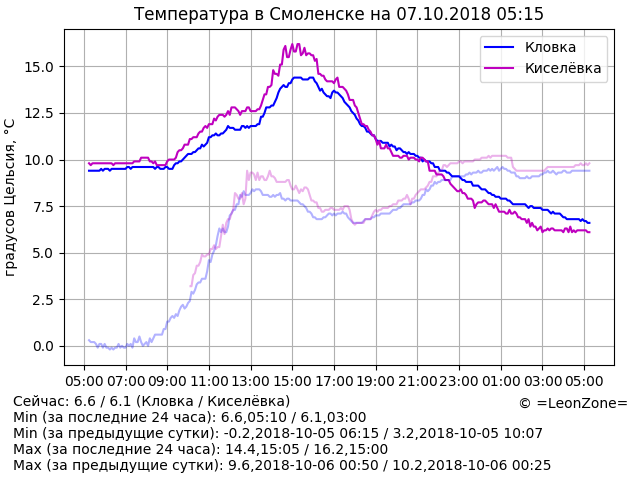 Температура в Смоленске на 07.10.2018 05:15
градусов Цельсия, °C
15.0
12.5
10.0
7.5
5.0
2.5
0.0
Кловка
Киселёвка
05:00 07:00 09:00 11:00 13:00 15:00 17:00 19:00 21:00 23:00 01:00 03:00 05:00
Сейчас: 6.6 / 6.1 (Кловка / Киселёвка)
© =LeonZone=
Min (за последние 24 часа): 6.6,05:10 / 6.1,03:00
Min (за предыдущие сутки): -0.2,2018-10-05 06:15 / 3.2,2018-10-05 10:07
Max (за последние 24 часа): 14.4,15:05 / 16.2,15:00
Max (за предыдущие сутки): 9.6,2018-10-06 00:50 / 10.2,2018-10-06 00:25